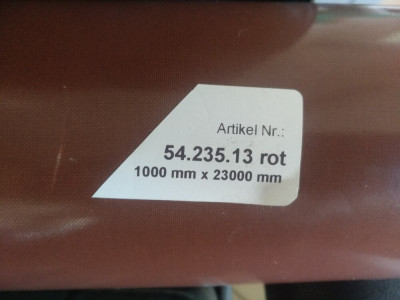 Artikel Nr.:
54.235.13 rot
1000 mm x 23000 mm